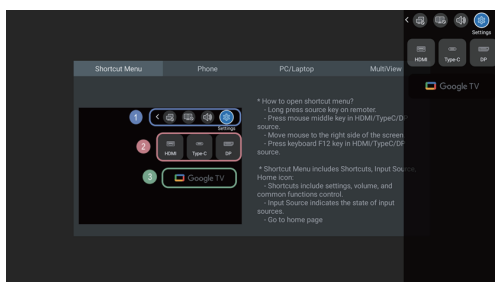 Settings
HDMI
Type-C
DP
Google TV
Shortcut Menu
Phone
PC/Laptop
MultiView
1
Settings
2
HDMI
Type-C
DP
3
Google TV
* How to open shortcut menu?
- Long press source key on remoter.
- Press mouse middle key in HDMI/TypeC/DP
source.
- Move mouse to the right side of the screen
- Press keyboard F12 key in HDMI/TypeC/DP
source.
* Shortcut Menu includes Shortcuts, Input Source,
Home icon:
- Shortcuts include settings, volume, and
common functions control.
- Input Source indicates the state of input
sources.
- Go to home page